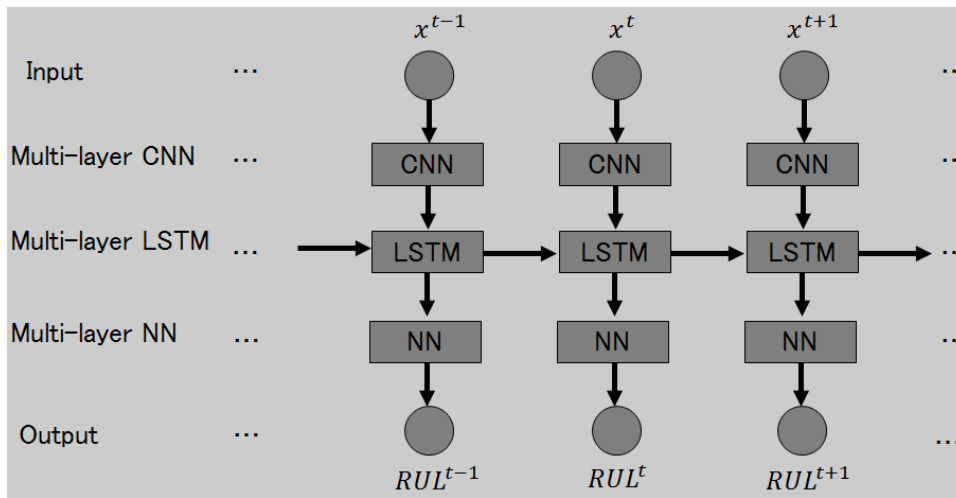 x^{t-1} x^t x^{t+1}
Input … …
Multi-layer CNN … CNN CNN CNN …
Multi-layer LSTM … LSTM LSTM LSTM …
Multi-layer NN … NN NN NN …
Output … …
RUL^{t-1} RUL^t RUL^{t+1}